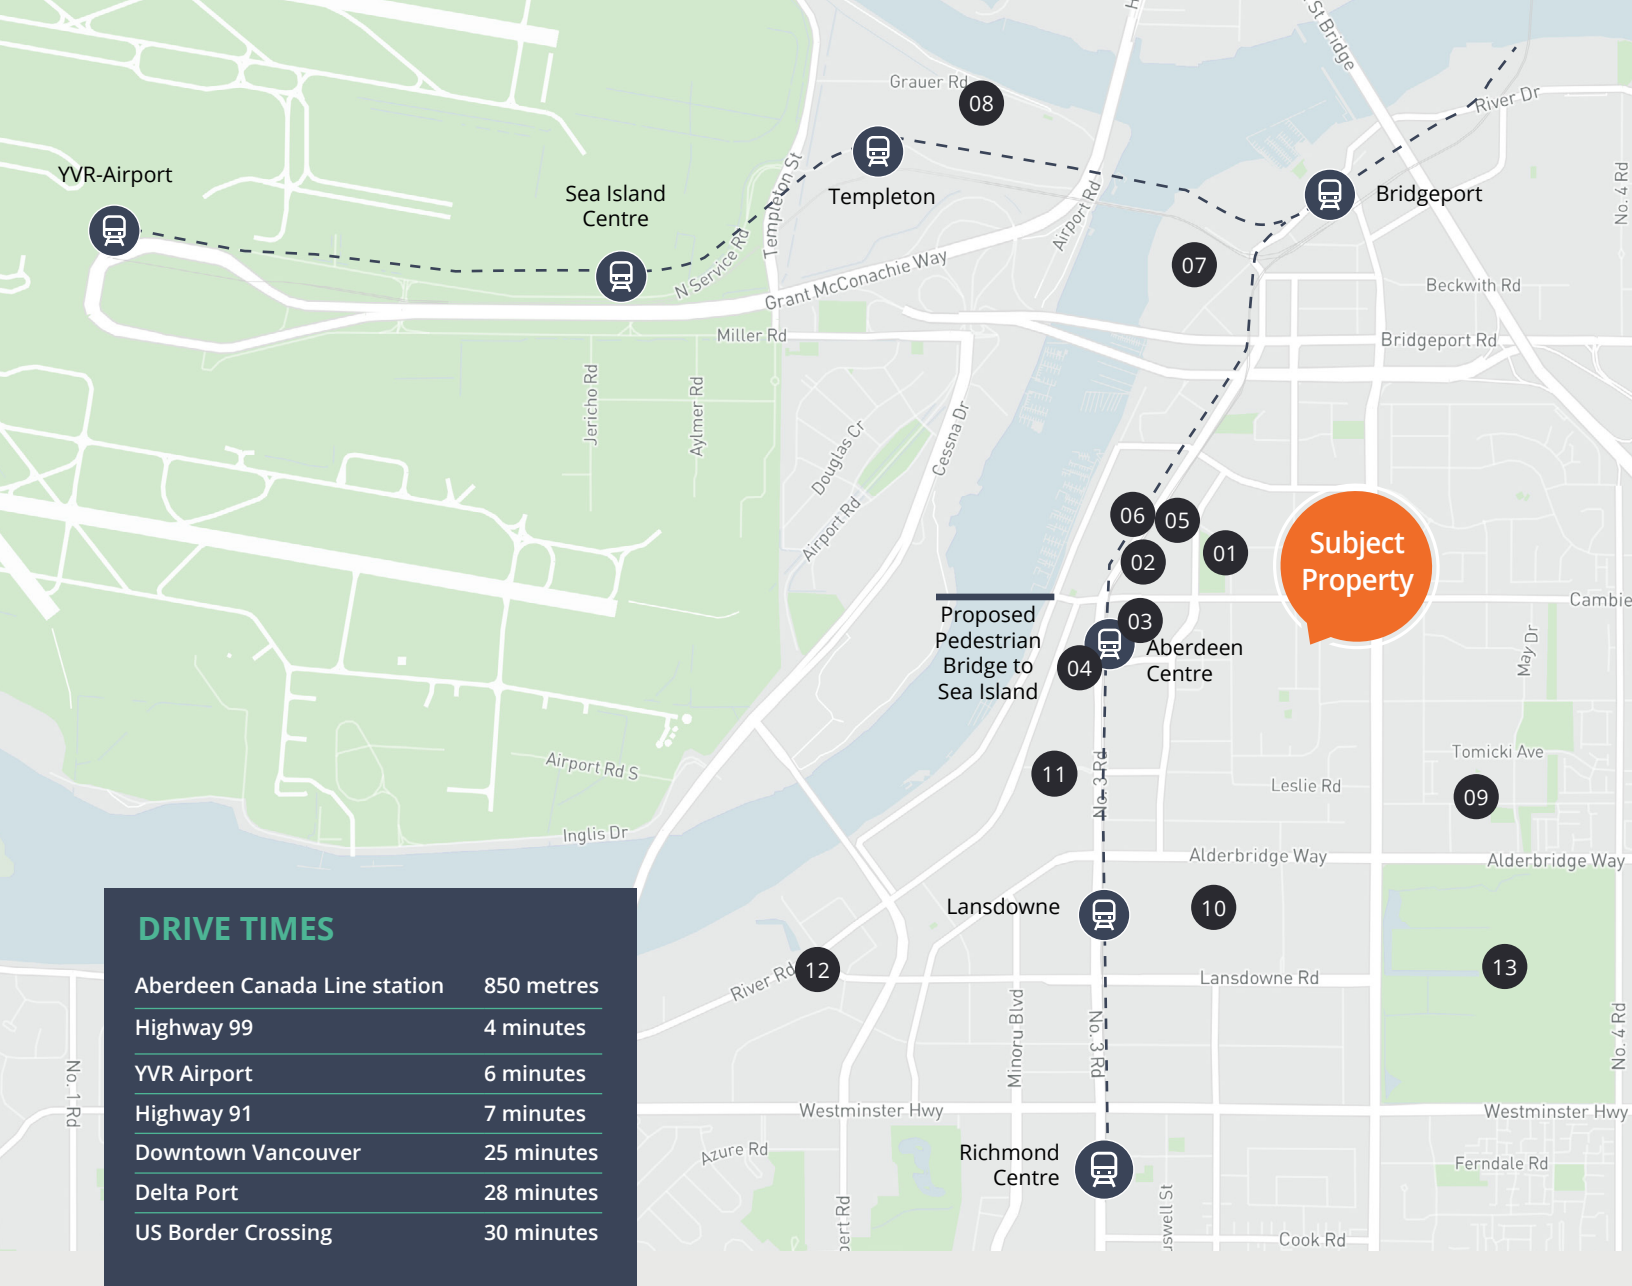 St Bridge
Grauer Rd
08
River Dr
YVR-Airport
Sea Island
Centre
Templeton St
Templeton
Airport Rd
Bridgeport
No. 4 Rd
N Service Rd
Grant McConachie Way
07
Beckwith Rd
Miller Rd
Bridgeport Rd
Jericho Rd
Aylmer Rd
Douglas Cr
Cessna Dr
Airport Rd
06
05
02
01
Subject
Property
Cambie
Proposed
Pedestrian
Bridge to
Sea Island
03
04
Aberdeen
Centre
May Dr
Airport Rd S
11
No. 3 Rd
Tomicki Ave
Leslie Rd
09
Inglis Dr
Alderbridge Way
Alderbridge Way
Lansdowne
10
River Rd
12
Lansdowne Rd
13
Minoru Blvd
No. 3 Rd
No. 4 Rd
No. 1 Rd
Westminster Hwy
Westminster Hwy
Azure Rd
Richmond
Centre
Ferndale Rd
Cook Rd
DRIVE TIMES
Aberdeen Canada Line station 850 metres
Highway 99 4 minutes
YVR Airport 6 minutes
Highway 91 7 minutes
Downtown Vancouver 25 minutes
Delta Port 28 minutes
US Border Crossing 30 minutes